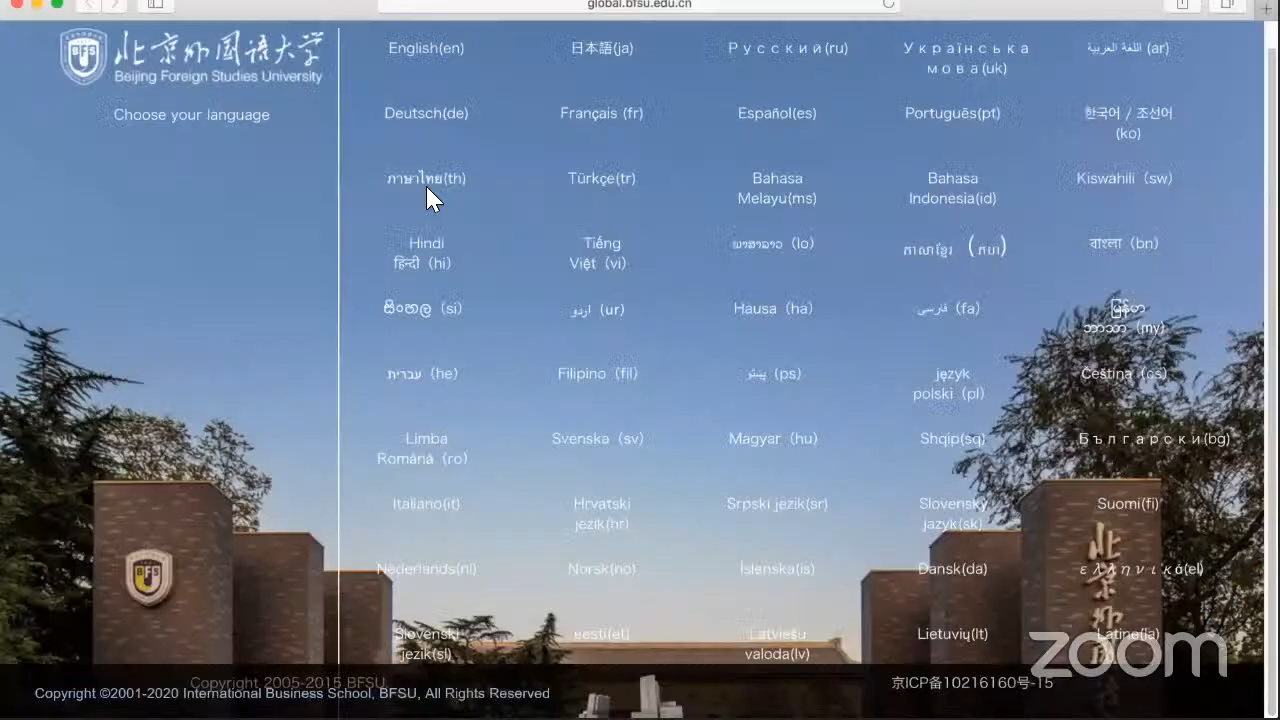 global.bfsu.edu.cn
北京外国语大学
Beijing Foreign Studies University
Choose your language
English(en)
日本語(ja)
Русский(ru)
Українська
мова(uk)
اللغة العربية (ar)
Deutsch(de)
Français (fr)
Español(es)
Português(pt)
한국어 / 조선어
(ko)
ภาษาไทย(th)
Türkçe(tr)
Bahasa
Melayu(ms)
Bahasa
Indonesia(id)
Kiswahili（sw）
Hindi
हिन्दी（hi）
Tiếng
Việt（vi）
ພາສາລາວ（lo）
ភាសាខ្មែរ
বাংলা（bn）
සිංහල（si）
اردو（ur）
Hausa（ha）
فارسی（fa）
မြန်မာ
ဘာသာ（my）
עברית（he）
Filipino（fil）
پښتو（ps）
język
polski（pl）
Čeština（cs）
Limba
Română（ro）
Svenska（sv）
Magyar（hu）
Shqip(sq)
Български(bg)
Italiano(it)
Hrvatski
jezik(hr)
Srpski jezik(sr)
Slovenský
jazyk(sk)
Suomi(fi)
Nederlands(nl)
Norsk(no)
Íslenska(is)
Dansk(da)
ελληνικά(el)
Slovenski
jezik(sl)
eesti(et)
Latviešu
valoda(lv)
Lietuvių(lt)
Latine(la)
BFS
北京外
zoom
Copyright 2005-2015 BFSU.
京ICP备10216160号-15
Copyright ©2001-2020 International Business School, BFSU, All Rights Reserved